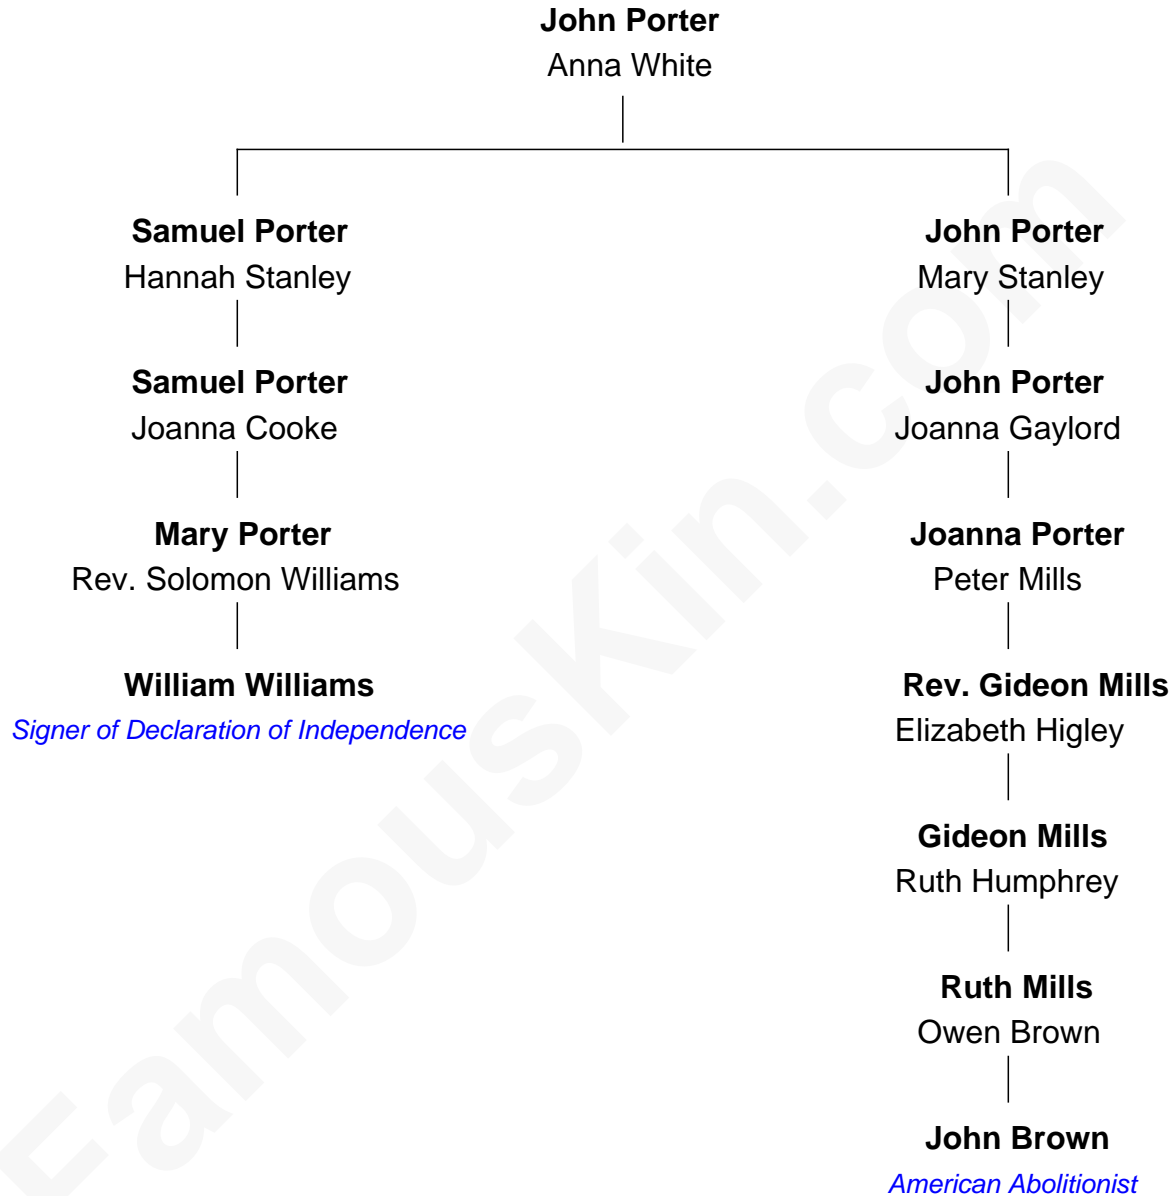 John Porter
Anna White
Samuel Porter
Hannah Stanley
John Porter
Mary Stanley
Samuel Porter
Joanna Cooke
John Porter
Joanna Gaylord
Mary Porter
Rev. Solomon Williams
Joanna Porter
Peter Mills
William Williams
Signer of Declaration of Independence
Rev. Gideon Mills
Elizabeth Higley
Gideon Mills
Ruth Humphrey
Ruth Mills
Owen Brown
John Brown
American Abolitionist
FamousKin.com